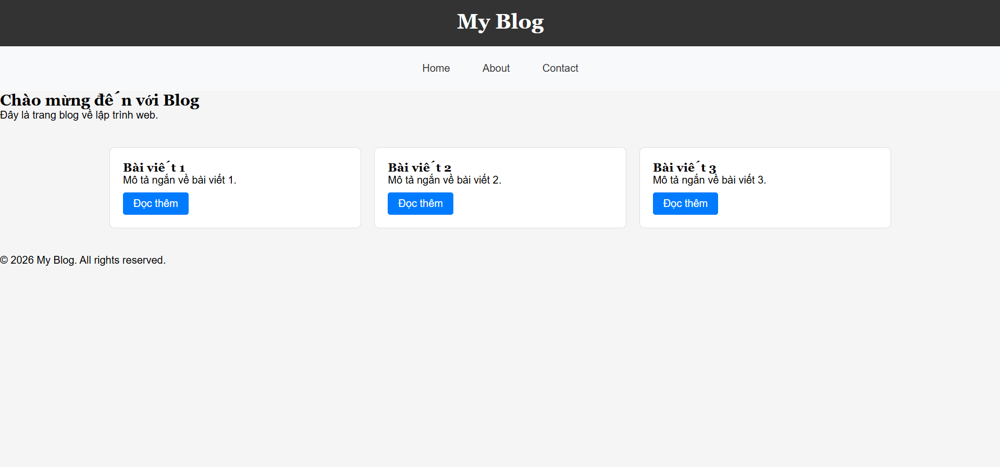 My Blog
Home About Contact
Chào mừng đến với Blog
Đây là trang blog về lập trình web.
Bài viết 1
Mô tả ngắn về bài viết 1.
Đọc thêm
Bài viết 2
Mô tả ngắn về bài viết 2.
Đọc thêm
Bài viết 3
Mô tả ngắn về bài viết 3.
Đọc thêm
© 2026 My Blog. All rights reserved.